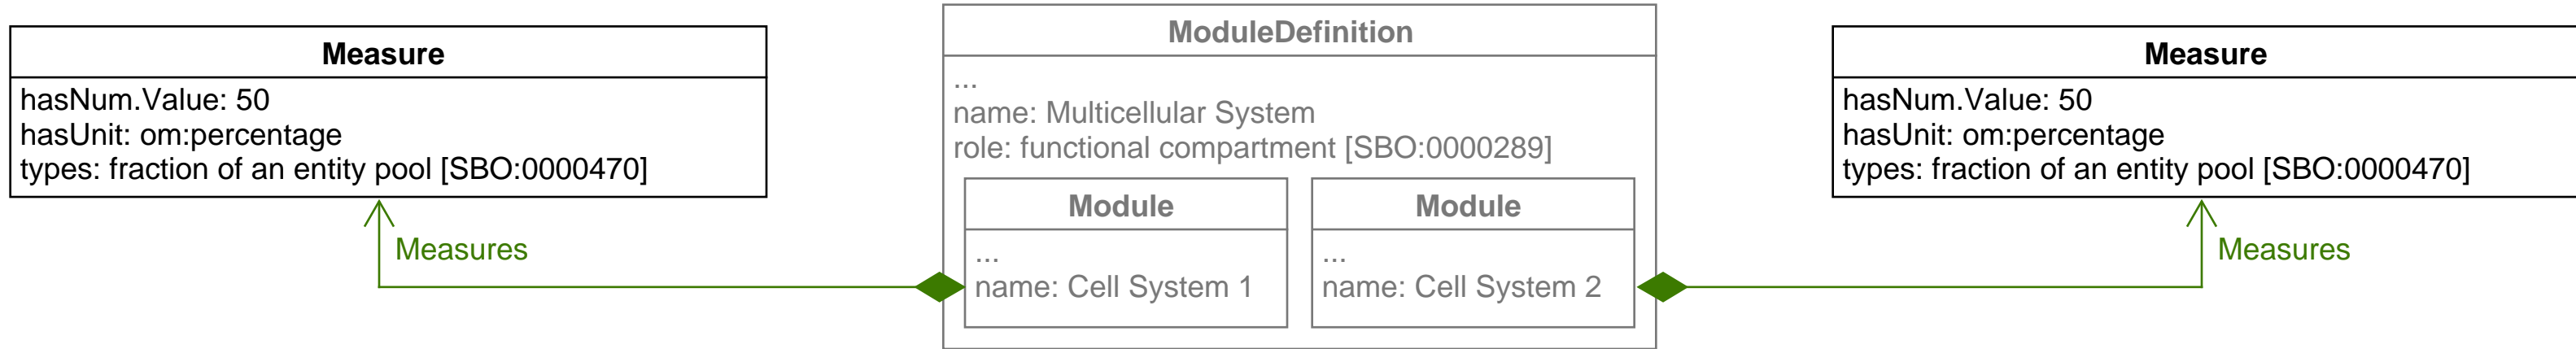 Measure
hasNum.Value: 50
hasUnit: om:percentage
types: fraction of an entity pool [SBO:0000470]
Measures
ModuleDefinition
...
name: Multicellular System
role: functional compartment [SBO:0000289]
Module
...
name: Cell System 1
Module
...
name: Cell System 2
Measure
hasNum.Value: 50
hasUnit: om:percentage
types: fraction of an entity pool [SBO:0000470]
Measures